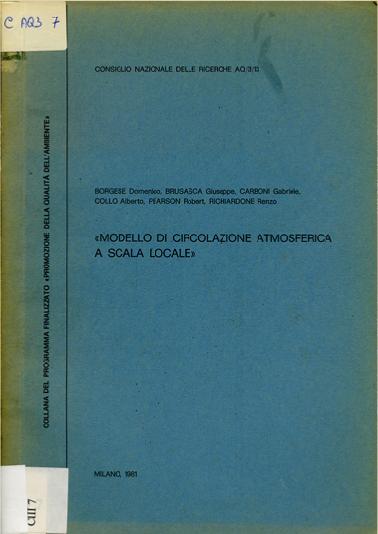 C AQ3 7
CONSIGLIO NAZIONALE DELLE RICERCHE AQ/3/13
BORGESE Domenico, BRUSASCA Giuseppe, CARBONI Gabriele,
COLLO Alberto, PEARSON Robert, RICHIARDONE Renzo
«MODELLO DI CIRCOLAZIONE ATMOSFERICA
A SCALA LOCALE»
MILANO, 1981
COLLANA DEL PROGRAMMA FINALIZZATO «PROMOZIONE DELLA QUALITÀ DELL'AMBIENTE»
CIII 7